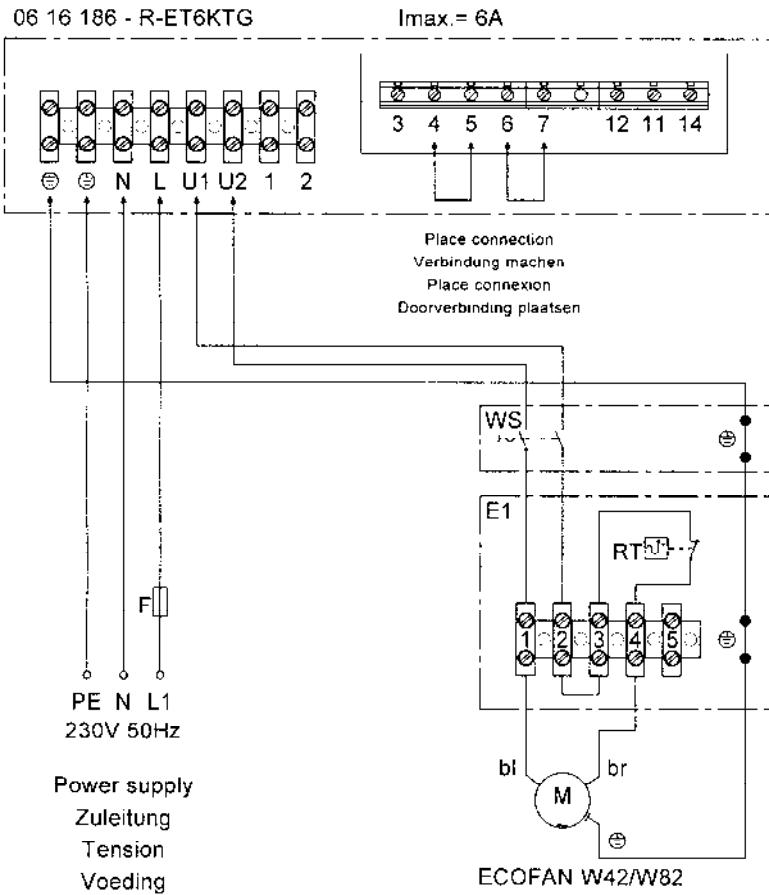 06 16 186 - R-ET6KTG Imax.= 6A
3 4 5 6 7 12 11 14
N L U1 U2 1 2
Place connection
Verbindung machen
Place connexion
Doorverbinding plaatsen
WS
E1
RT
F
1 2 3 4 5
PE N L1
230V 50Hz
bl br
M
Power supply
Zuleitung
Tension
Voeding
ECOFAN W42/W82